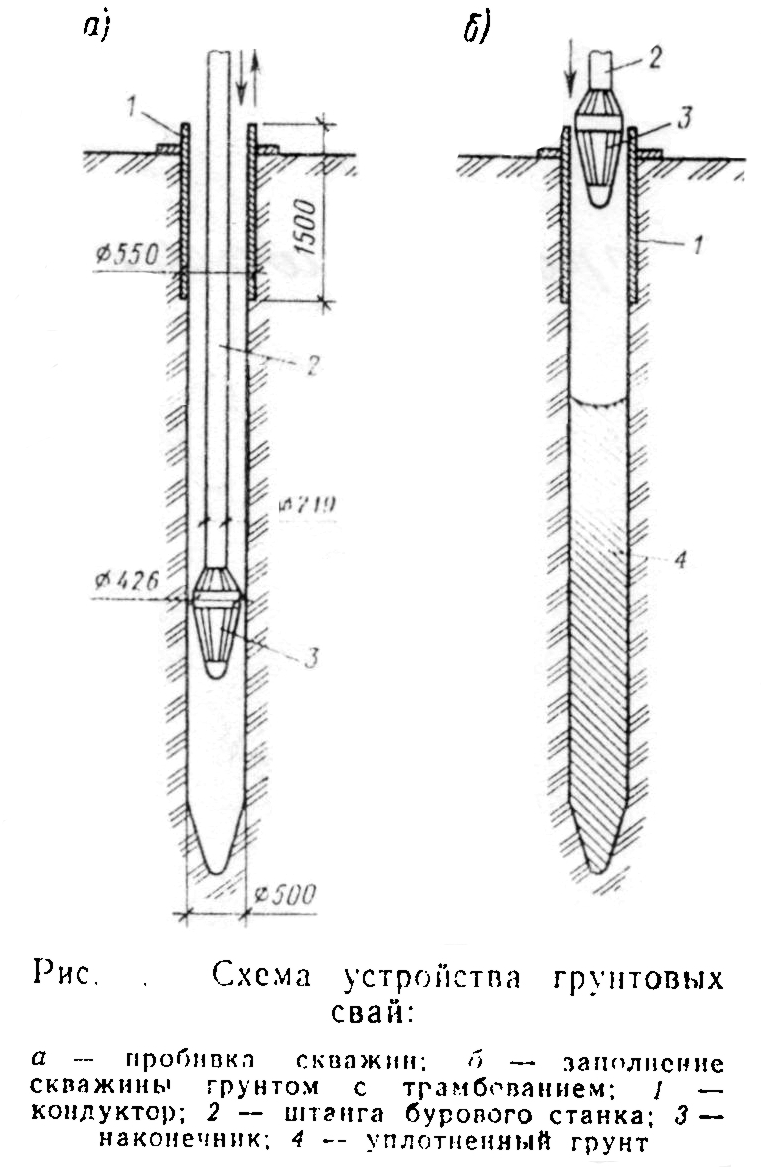 а) б)
1
2
3
1500
1
ø550
2
ø219
4
ø426
3
ø500
Рис. . Схема устройства грунтовых
свай:
а — пробивка скважин; б — заполнение
скважины грунтом с трамбованием; 1 —
кондуктор; 2 — штанга бурового станка; 3 —
наконечник; 4 -- уплотненный грунт